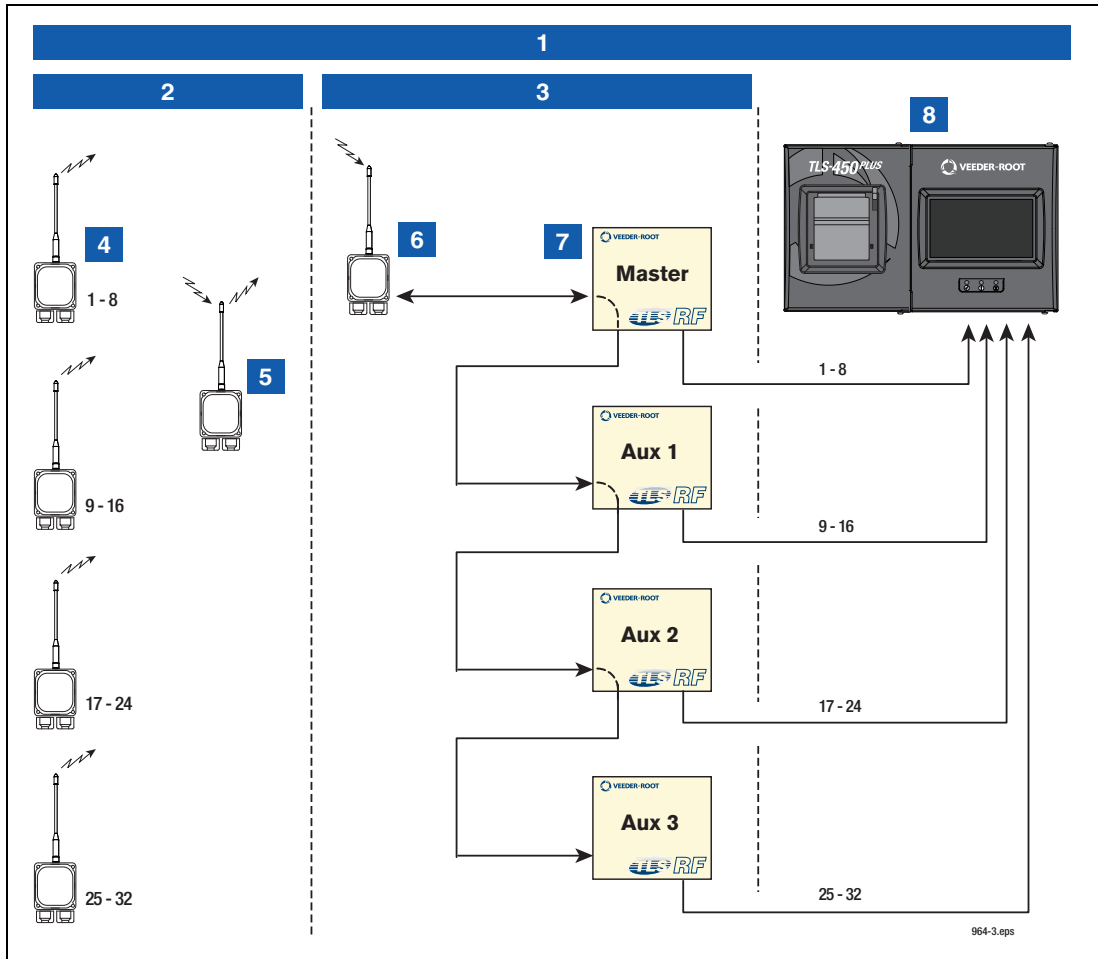 1
2
3
8
TLS-450PLUS
VEEDER-ROOT
4
1 - 8
5
6
7
VEEDER-ROOT
Master
TLS RF
1 - 8
9 - 16
VEEDER-ROOT
Aux 1
TLS RF
9 - 16
17 - 24
VEEDER-ROOT
Aux 2
TLS RF
17 - 24
25 - 32
VEEDER-ROOT
Aux 3
TLS RF
25 - 32
964-3.eps